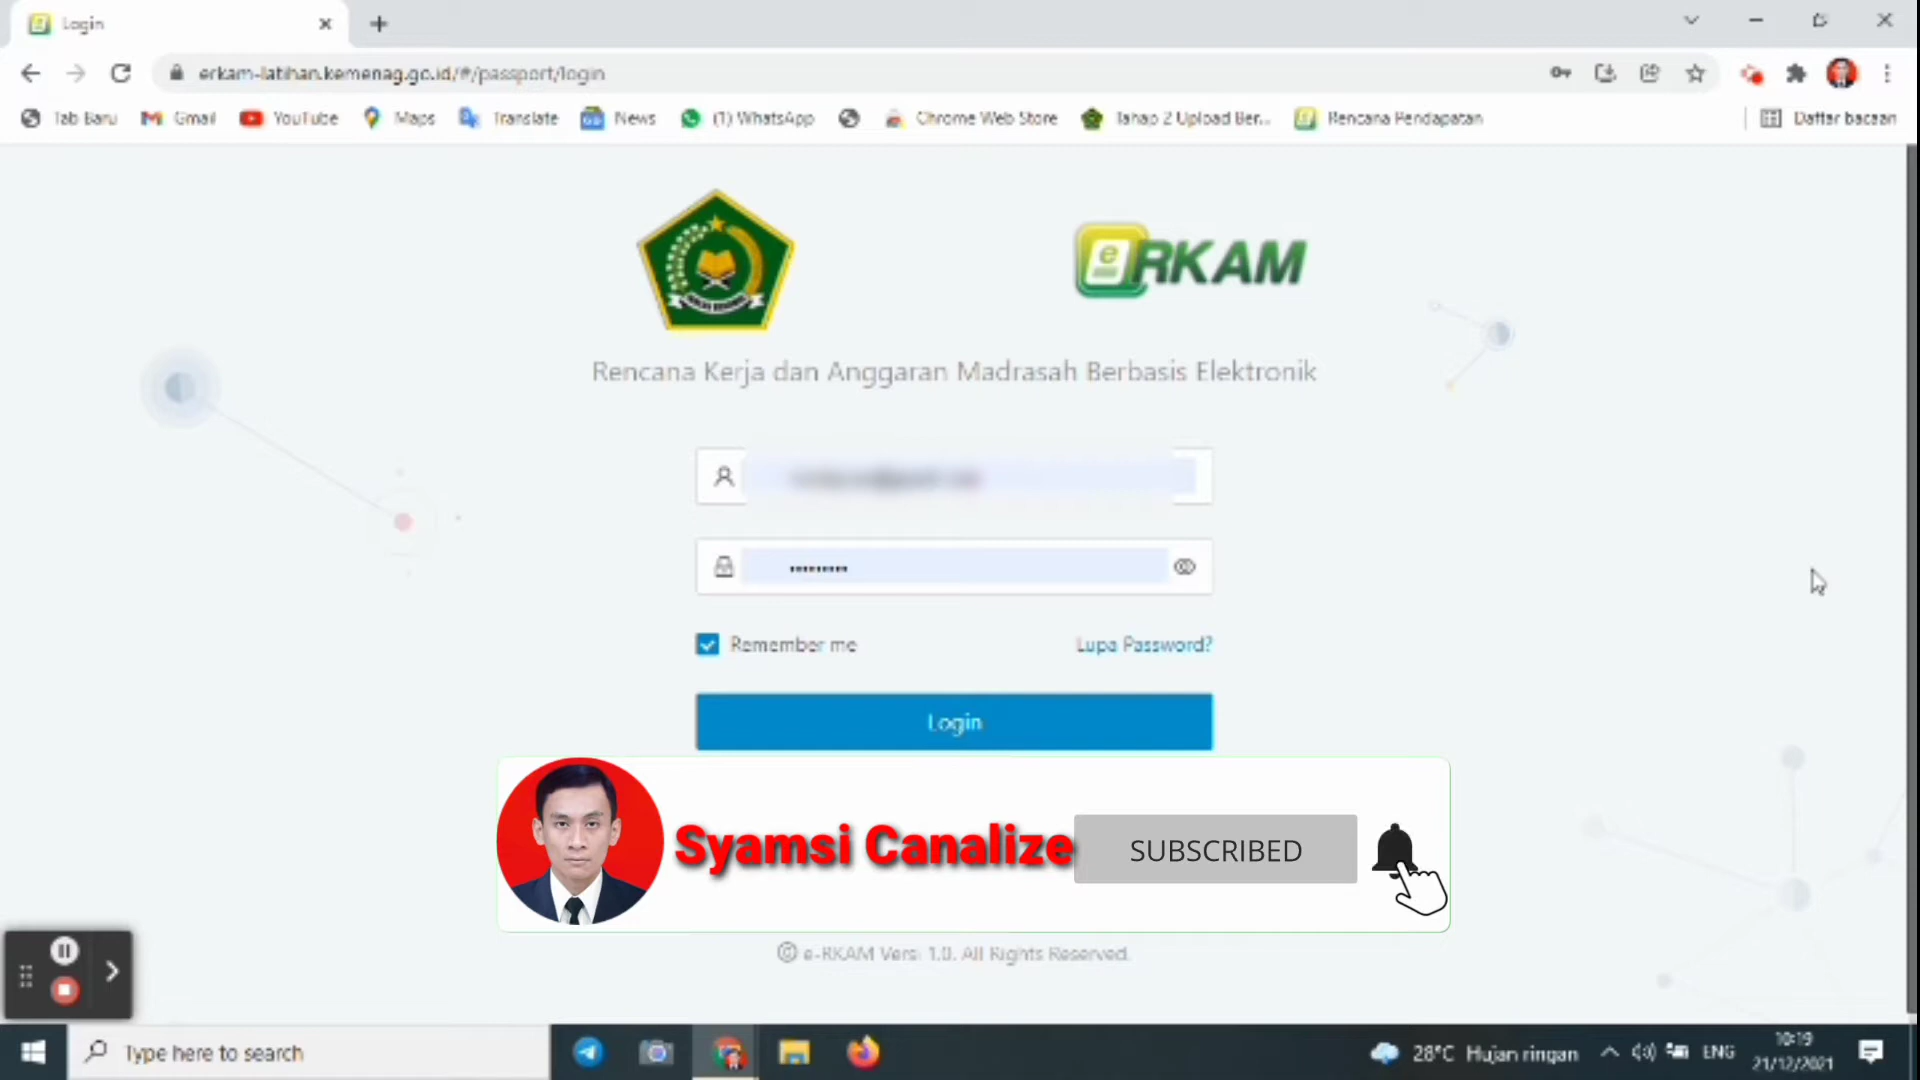 Login
erkam-latihan.kemenag.go.id/#/passport/login
Tab Baru Gmail YouTube Maps Translate News (1) WhatsApp Chrome Web Store Tahap 2 Upload Ber... Rencana Pendapatan Daftar bacaan
eRKAM
Rencana Kerja dan Anggaran Madrasah Berbasis Elektronik
Remember me Lupa Password?
Login
Syamsi Canalize SUBSCRIBED
© e-RKAM Versi 1.0. All Rights Reserved.
Type here to search 28°C Hujan ringan ENG 10:19
21/12/2021